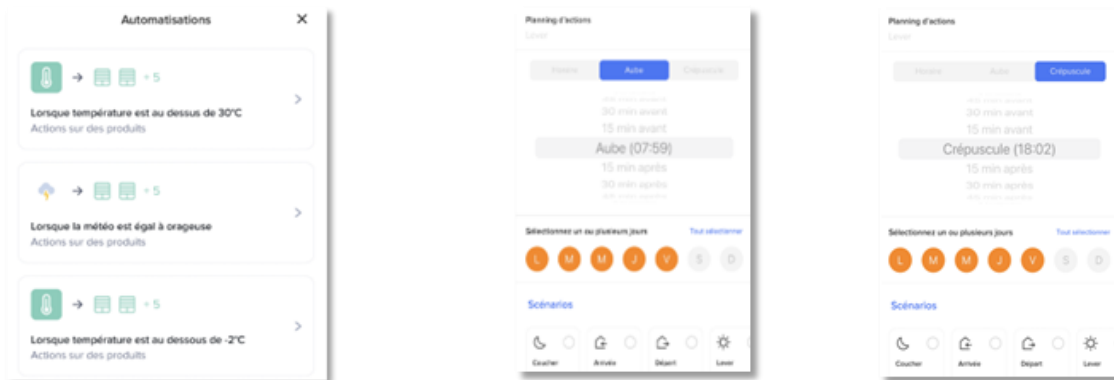 Automatisations
+ 5
Lorsque température est au dessus de 30°C
Actions sur des produits
+ 5
Lorsque la météo est égal à orageuse
Actions sur des produits
+ 5
Lorsque température est au dessous de -2°C
Actions sur des produits
Planning d'actions
Lever
Horaire Aube Crépuscule
30 min avant
15 min avant
Aube (07:59)
15 min après
30 min après
Sélectionnez un ou plusieurs jours Tout sélectionner
L M M J V S D
Scénarios
Coucher Arrivée Départ Lever
Planning d'actions
Lever
Horaire Aube Crépuscule
30 min avant
15 min avant
Crépuscule (18:02)
15 min après
30 min après
Sélectionnez un ou plusieurs jours Tout sélectionner
L M M J V S D
Scénarios
Coucher Arrivée Départ Lever